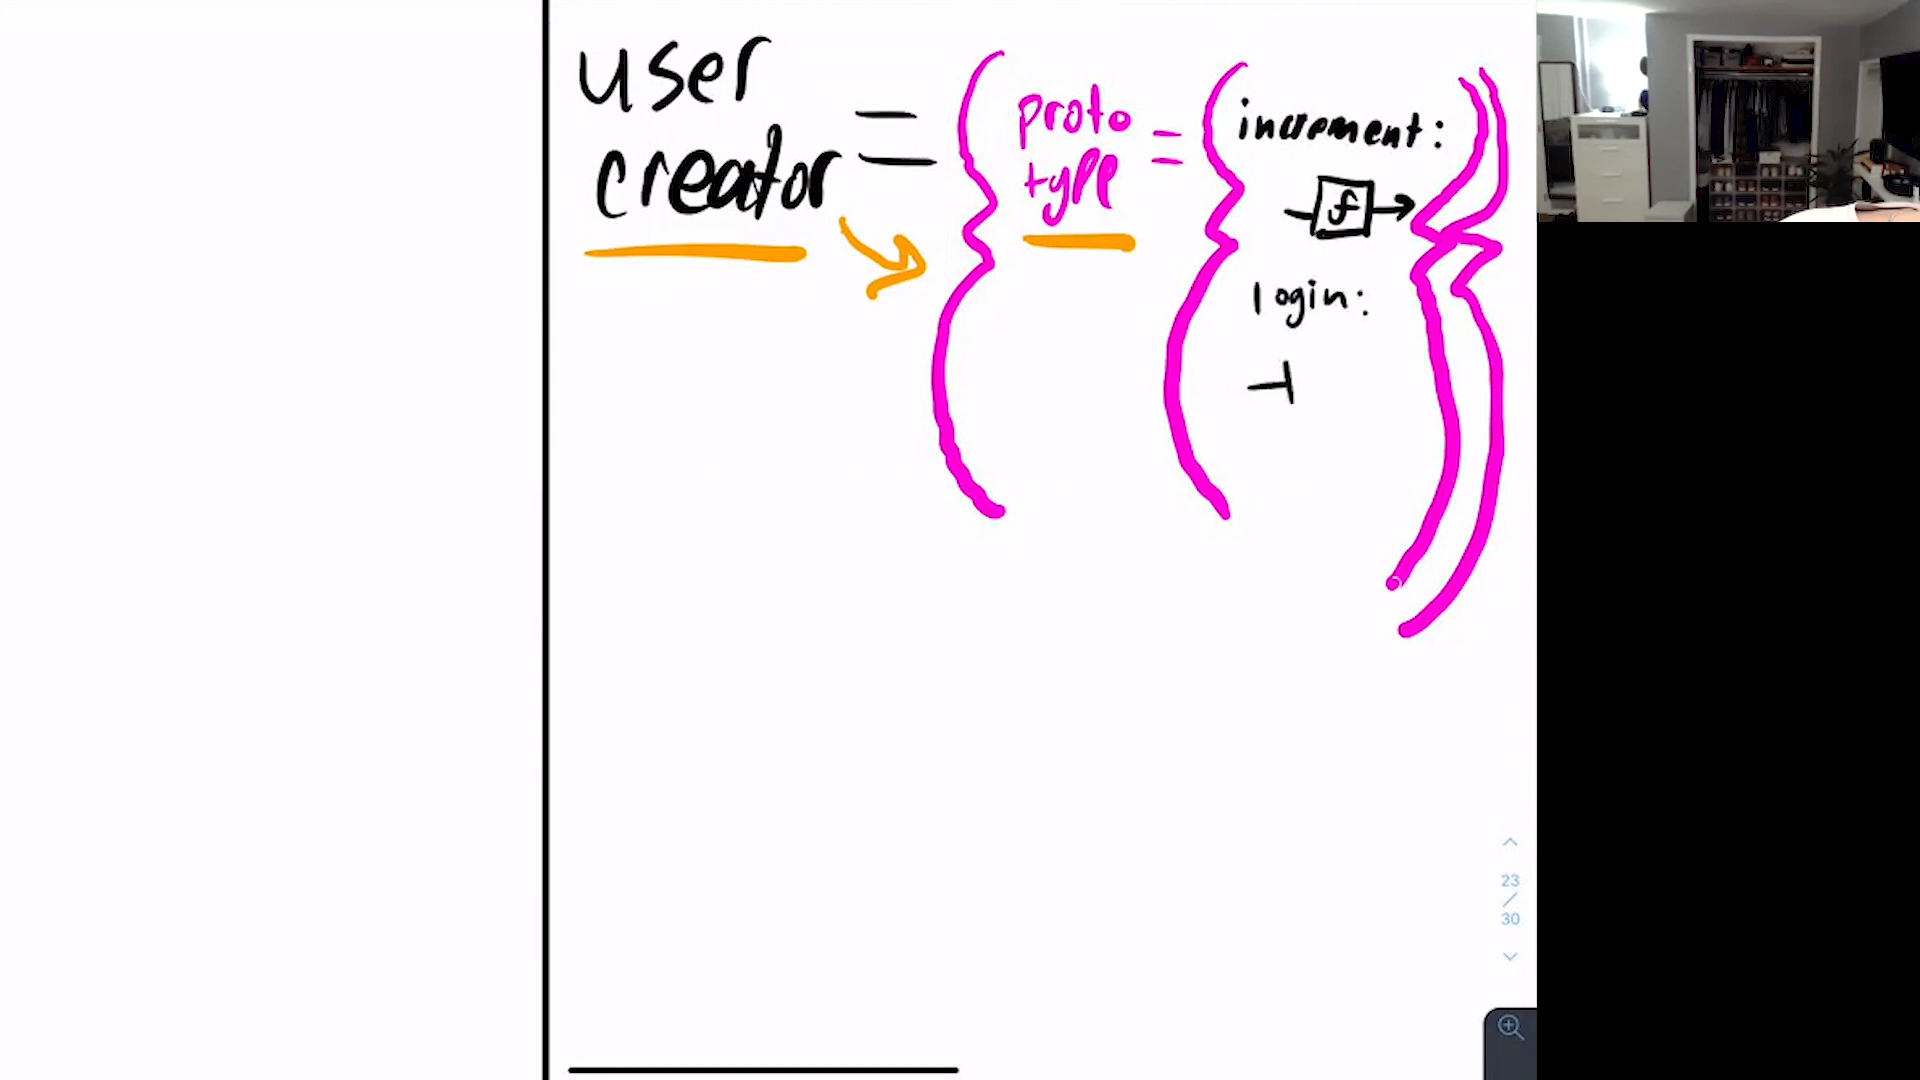 user
creator =
proto
type =
increment:
f
login:
23
/
30